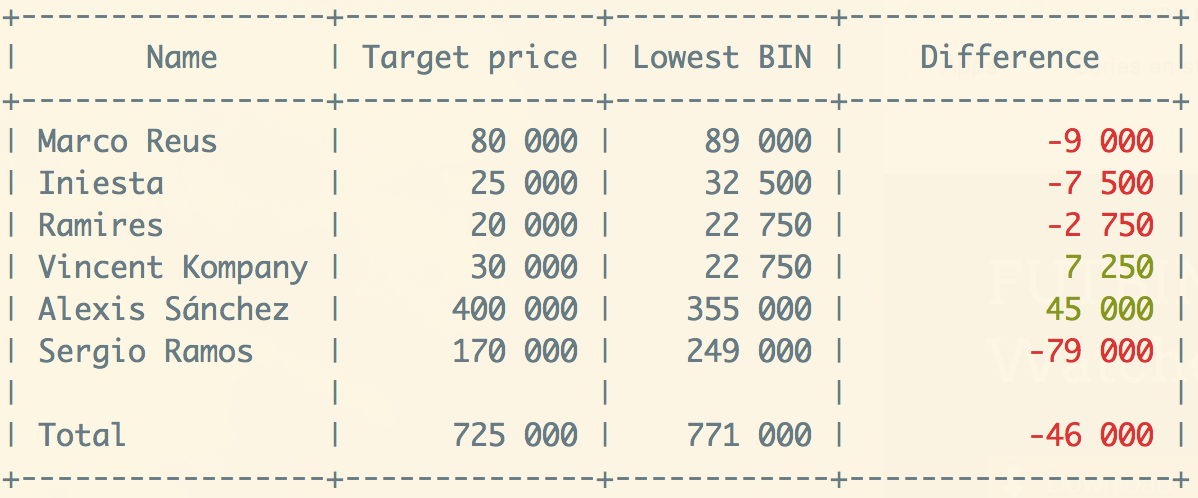 Name Target price Lowest BIN Difference
Marco Reus 80 000 89 000 -9 000
Iniesta 25 000 32 500 -7 500
Ramires 20 000 22 750 -2 750
Vincent Kompany 30 000 22 750 7 250
Alexis Sánchez 400 000 355 000 45 000
Sergio Ramos 170 000 249 000 -79 000
Total 725 000 771 000 -46 000